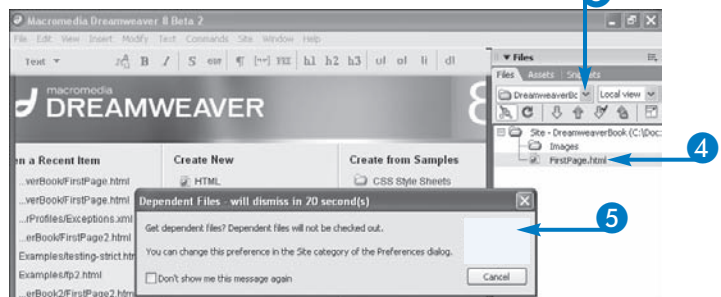 Macromedia Dreamweaver 8 Beta 2
File Edit View Insert Modify Text Commands Site Window Help
Text B I S em ¶ [""] PRE h1 h2 h3 ul ol li dl
▼ Files
Files Assets Snippets
DreamweaverBo Local view
macromedia
DREAMWEAVER
8
Site - DreamweaverBook (C:\Doc:
Images
FirstPage.html
4
n a Recent Item
Create New
Create from Samples
...verBook/FirstPage.html
HTML
CSS Style Sheets
...verBook/FirstPage.html
...rProfiles/Exceptions.xml
...erBook/FirstPage2.html
Examples/testing-strict.htm
Examples/fp2.html
...erBook2/FirstPage2.htm
Dependent Files - will dismiss in 20 second(s)
Get dependent files? Dependent files will not be checked out.
5
You can change this preference in the Site category of the Preferences dialog.
Don't show me this message again
Cancel